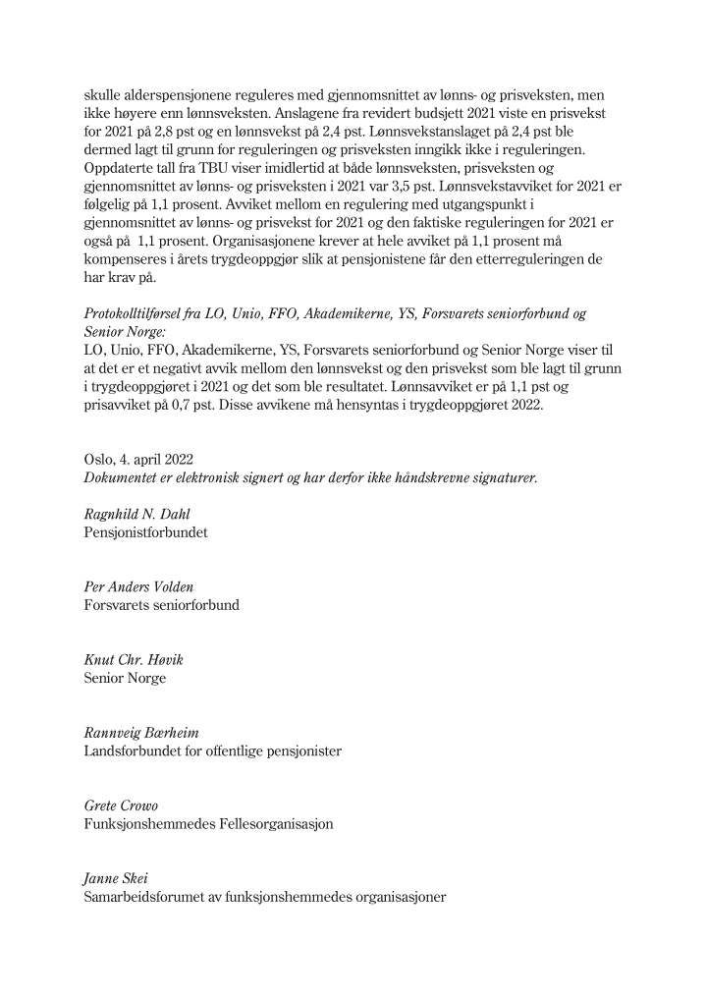 skulle alderspensjonene reguleres med gjennomsnittet av lønns- og prisveksten, men
ikke høyere enn lønnsveksten. Anslagene fra revidert budsjett 2021 viste en prisvekst
for 2021 på 2,8 pst og en lønnsvekst på 2,4 pst. Lønnsvekstanslaget på 2,4 pst ble
dermed lagt til grunn for reguleringen og prisveksten inngikk ikke i reguleringen.
Oppdaterte tall fra TBU viser imidlertid at både lønnsveksten, prisveksten og
gjennomsnittet av lønns- og prisveksten i 2021 var 3,5 pst. Lønnsvekstavviket for 2021 er
følgelig på 1,1 prosent. Avviket mellom en regulering med utgangspunkt i
gjennomsnittet av lønns- og prisvekst for 2021 og den faktiske reguleringen for 2021 er
også på  1,1 prosent. Organisasjonene krever at hele avviket på 1,1 prosent må
kompenseres i årets trygdeoppgjør slik at pensjonistene får den etterreguleringen de
har krav på.
Protokolltilførsel fra LO, Unio, FFO, Akademikerne, YS, Forsvarets seniorforbund og
Senior Norge:
LO, Unio, FFO, Akademikerne, YS, Forsvarets seniorforbund og Senior Norge viser til
at det er et negativt avvik mellom den lønnsvekst og den prisvekst som ble lagt til grunn
i trygdeoppgjøret i 2021 og det som ble resultatet. Lønnsavviket er på 1,1 pst og
prisavviket på 0,7 pst. Disse avvikene må hensyntas i trygdeoppgjøret 2022.
Oslo, 4. april 2022
Dokumentet er elektronisk signert og har derfor ikke håndskrevne signaturer.
Ragnhild N. Dahl
Pensjonistforbundet
Per Anders Volden
Forsvarets seniorforbund
Knut Chr. Høvik
Senior Norge
Rannveig Bærheim
Landsforbundet for offentlige pensjonister
Grete Crowo
Funksjonshemmedes Fellesorganisasjon
Janne Skei
Samarbeidsforumet av funksjonshemmedes organisasjoner